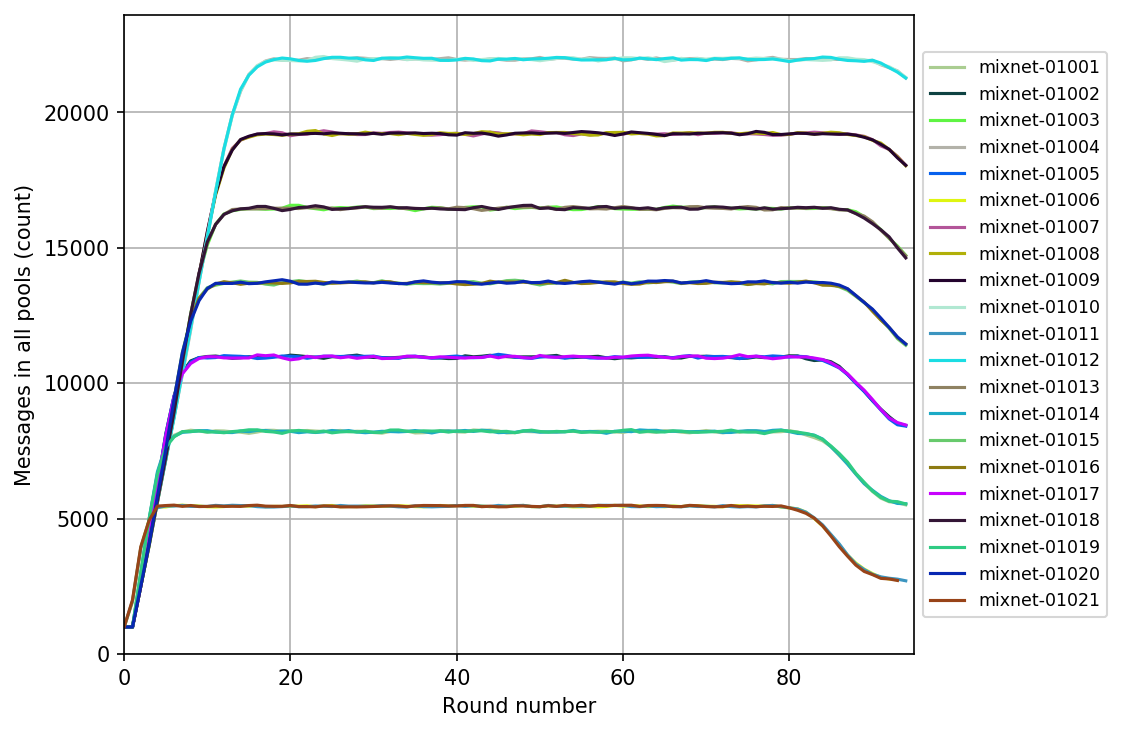 Messages in all pools (count)
20000
15000
10000
5000
0
0 20 40 60 80
Round number
mixnet-01001
mixnet-01002
mixnet-01003
mixnet-01004
mixnet-01005
mixnet-01006
mixnet-01007
mixnet-01008
mixnet-01009
mixnet-01010
mixnet-01011
mixnet-01012
mixnet-01013
mixnet-01014
mixnet-01015
mixnet-01016
mixnet-01017
mixnet-01018
mixnet-01019
mixnet-01020
mixnet-01021